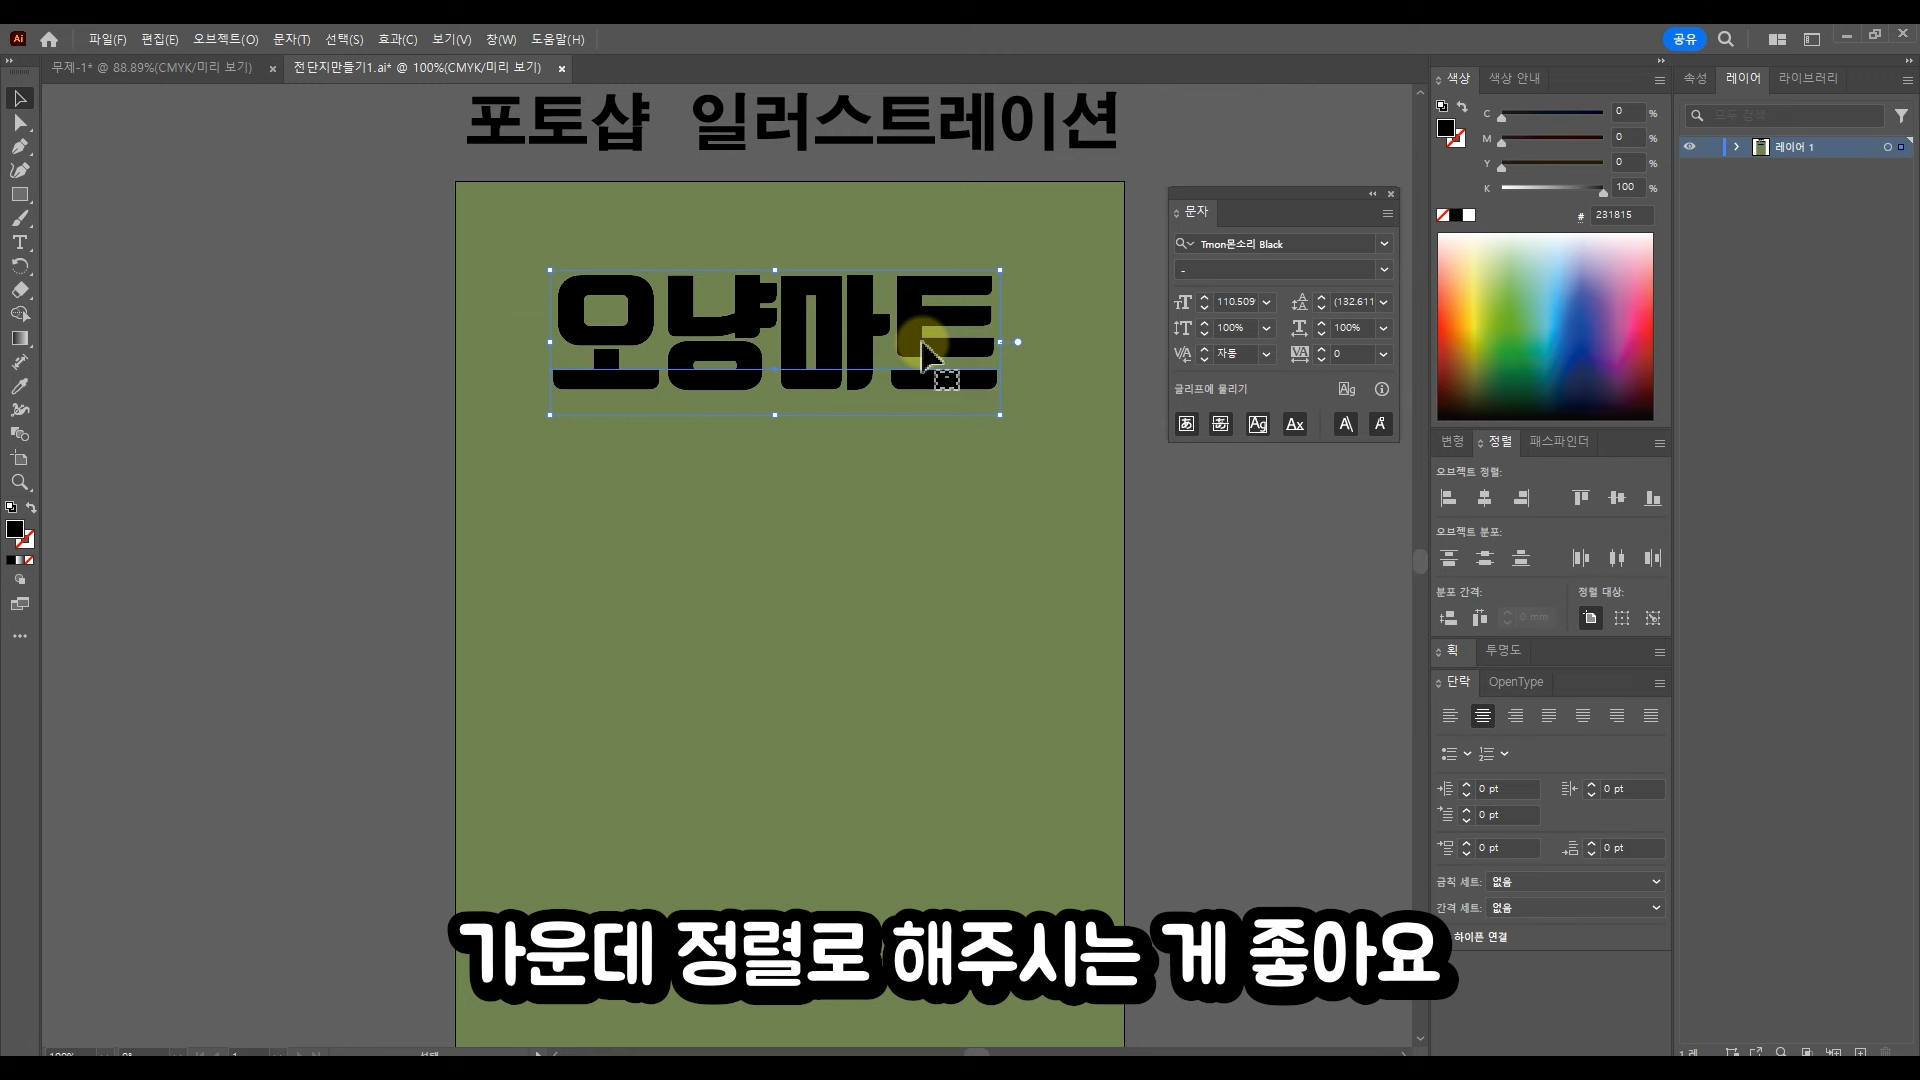 파일(F) 편집(E) 오브젝트(O) 문자(T) 선택(S) 효과(C) 보기(V) 창(W) 도움말(H) 공유
무제-1* @ 88.89%(CMYK/미리 보기) × 전단지만들기1.ai* @ 100%(CMYK/미리 보기) ×
포토샵 일러스트레이션
오냥마트
문자
Tmon몬소리 Black
-
110.509 (132.611
100% 100%
자동 0
글리프에 물리기
색상 색상 안내
C 0 %
M 0 %
Y 0 %
K 100 %
# 231815
변형 정렬 패스파인더
오브젝트 정렬:
오브젝트 분포:
분포 간격: 정렬 대상:
0 mm
획 투명도
단락 OpenType
0 pt 0 pt
0 pt
0 pt 0 pt
금칙 세트: 없음
간격 세트: 없음
하이픈 연결
속성 레이어 라이브러리
모두 검색
레이어 1
가운데 정렬로 해주시는 게 좋아요